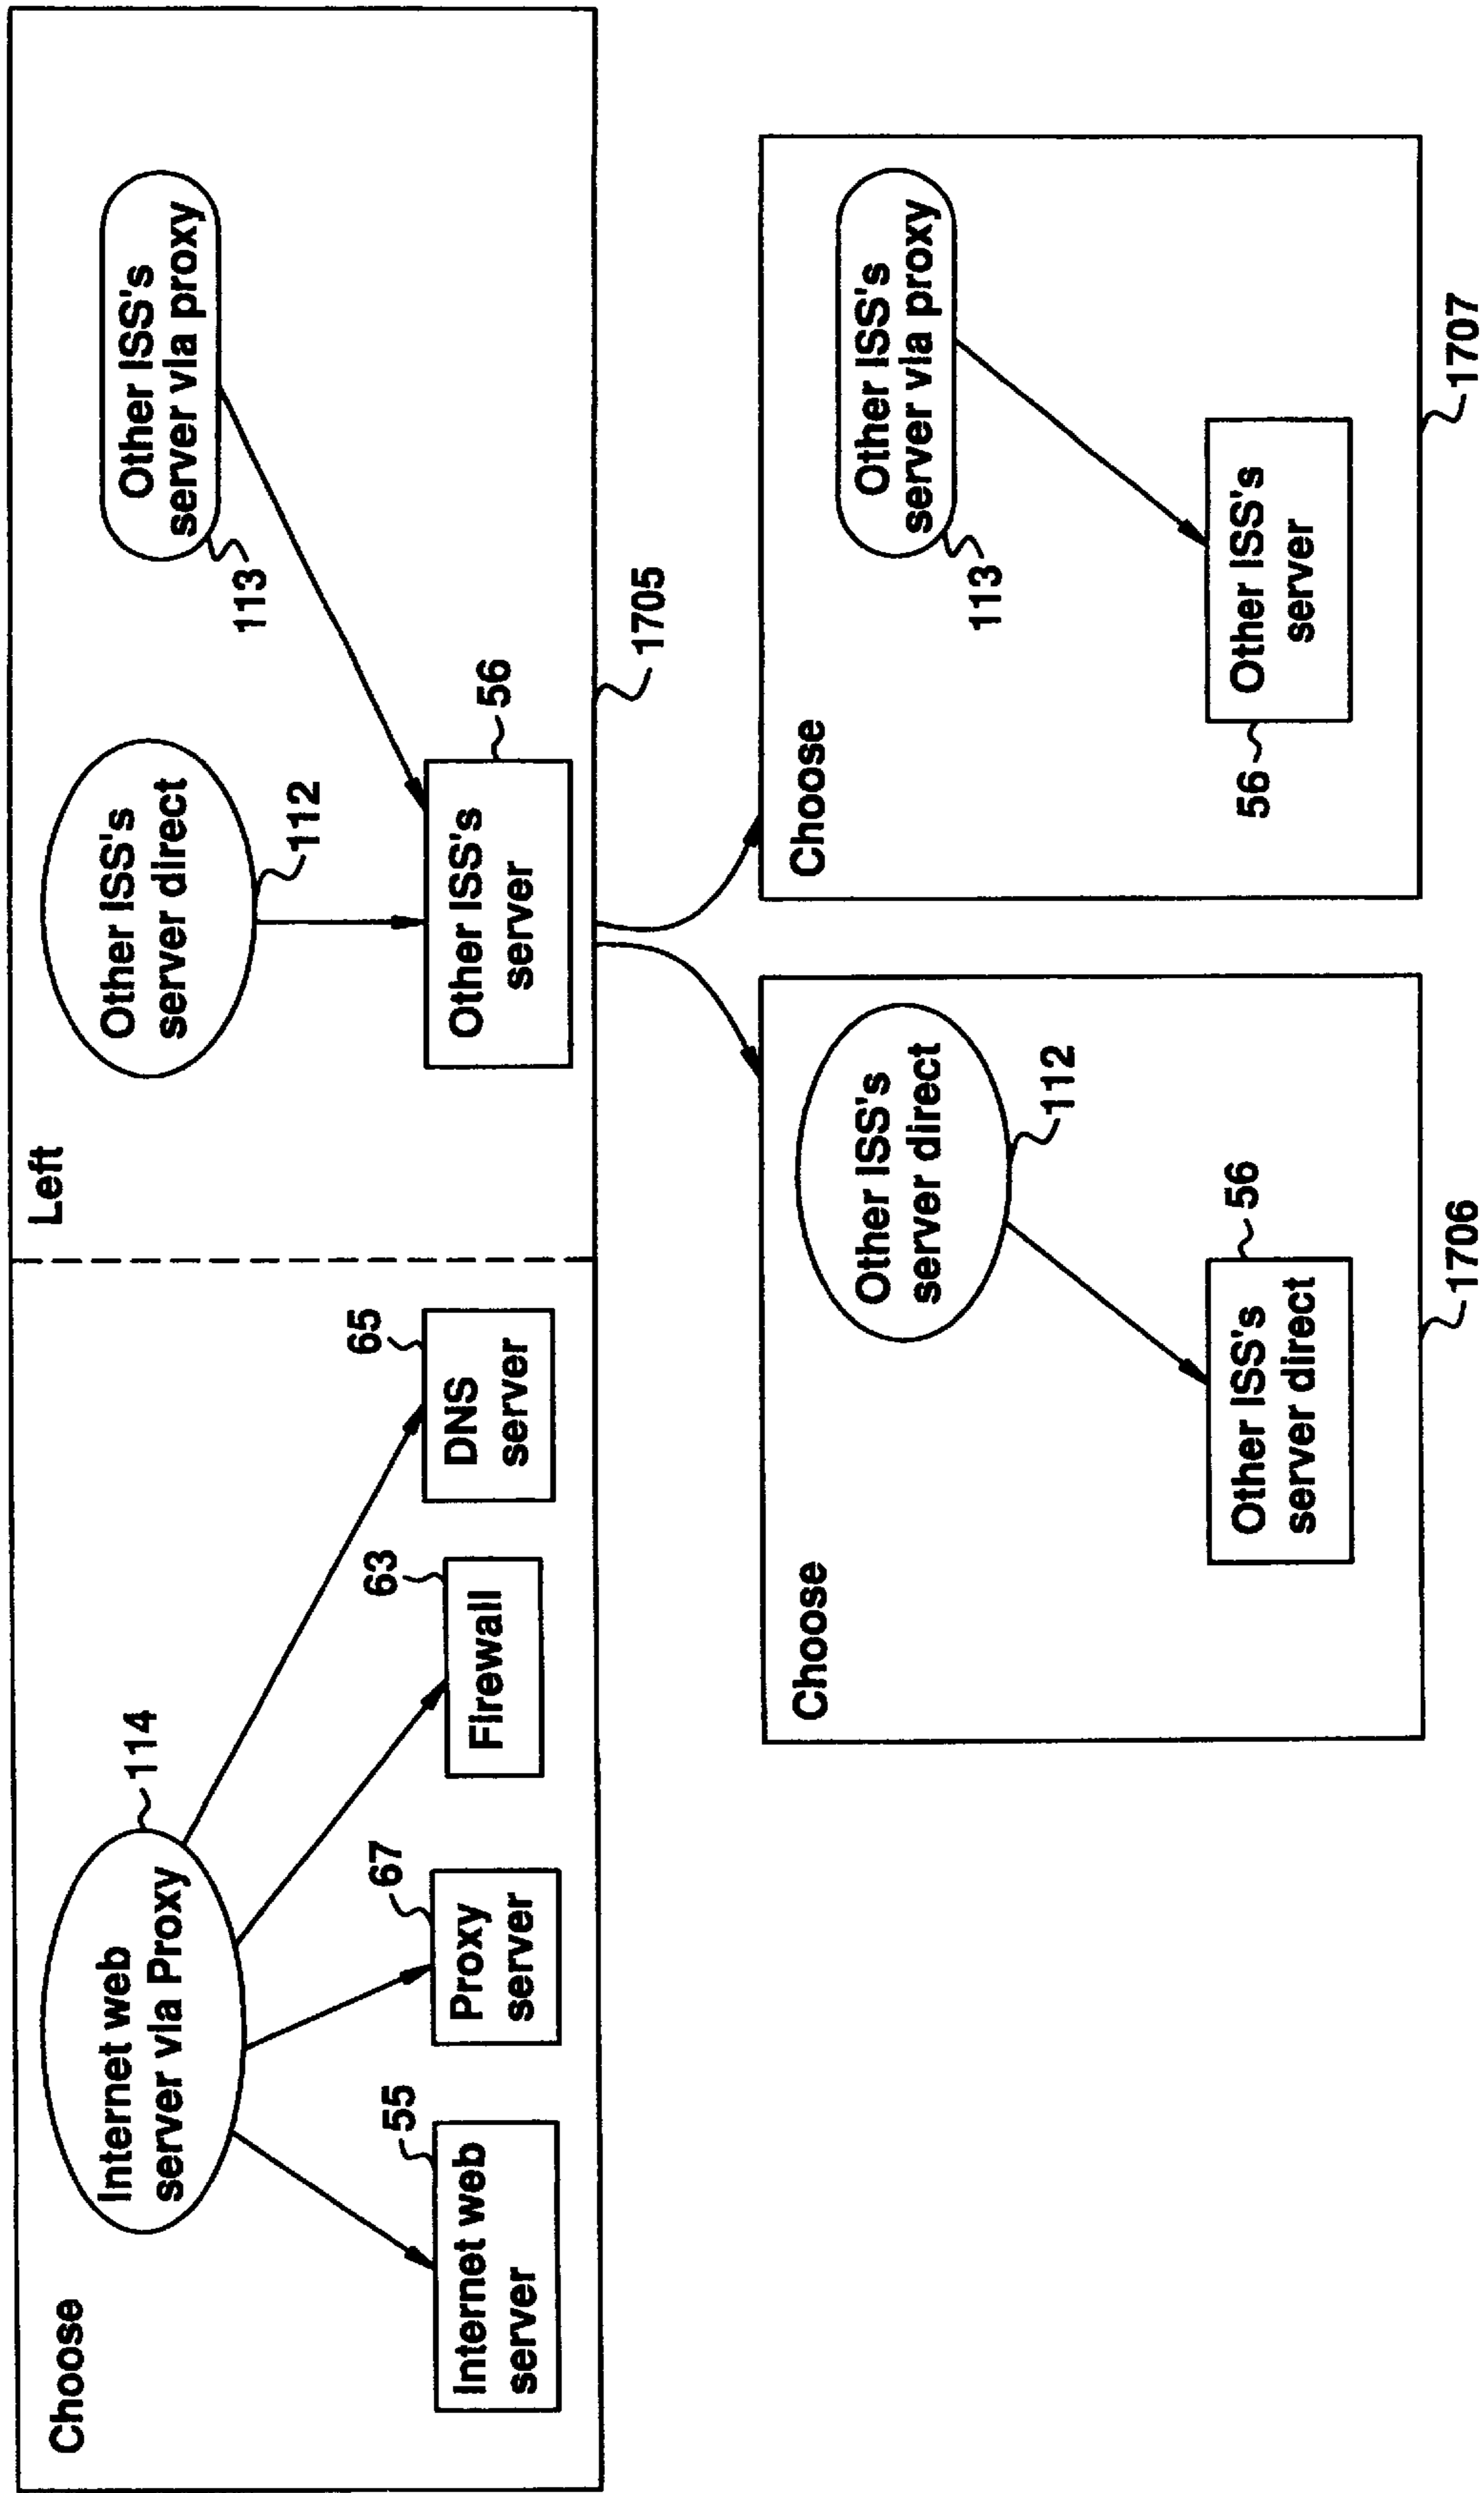 Choose
Internet web
server via Proxy
114
55
67
63
65
Internet web
server
Proxy
server
Firewall
DNS
server
Left
Other ISS's
server direct
112
Other ISS's
server via proxy
113
Other ISS's
server
56
1705
Choose
Other ISS's
server direct
112
Other ISS's
server direct
56
1706
Choose
Other ISS's
server via proxy
113
Other ISS's
server
56
1707